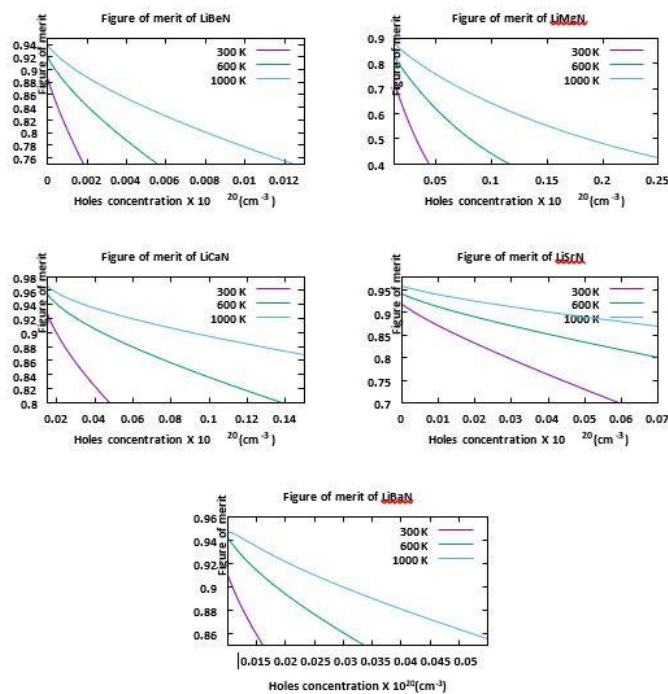 Figure of merit of LiBeN
Figure of merit
0.94
0.92
0.9
0.88
0.86
0.84
0.82
0.8
0.78
0.76
300 K
600 K
1000 K
0 0.002 0.004 0.006 0.008 0.01 0.012
Holes concentration X 10 20(cm-3)
Figure of merit of LiMgN
Figure of merit
0.9
0.8
0.7
0.6
0.5
0.4
300 K
600 K
1000 K
0.05 0.1 0.15 0.2 0.25
Holes concentration X 10 20(cm-3)
Figure of merit of LiCaN
Figure of merit
0.98
0.96
0.94
0.92
0.9
0.88
0.86
0.84
0.82
0.8
300 K
600 K
1000 K
0.02 0.04 0.06 0.08 0.1 0.12 0.14
Holes concentration X 10 20(cm-3)
Figure of merit of LiSrN
Figure of merit
0.95
0.9
0.85
0.8
0.75
0.7
300 K
600 K
1000 K
0 0.01 0.02 0.03 0.04 0.05 0.06 0.07
Holes concentration X 10 20(cm-3)
Figure of merit of LiBaN
Figure of merit
0.96
0.94
0.92
0.9
0.88
0.86
300 K
600 K
1000 K
0.015 0.02 0.025 0.03 0.035 0.04 0.045 0.05
Holes concentration X 10²⁰(cm-3)